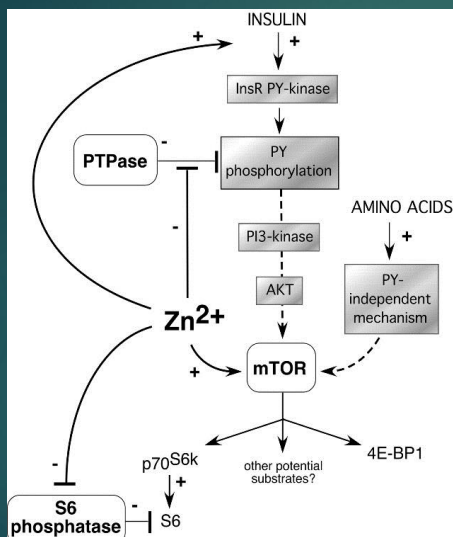 INSULIN
+
+
InsR PY-kinase
PTPase
-
PY
phosphorylation
-
AMINO ACIDS
+
PI3-kinase
AKT
PY-
independent
mechanism
Zn2+
+
mTOR
-
p70S6k
+
other potential
substrates?
4E-BP1
S6
phosphatase
-
S6